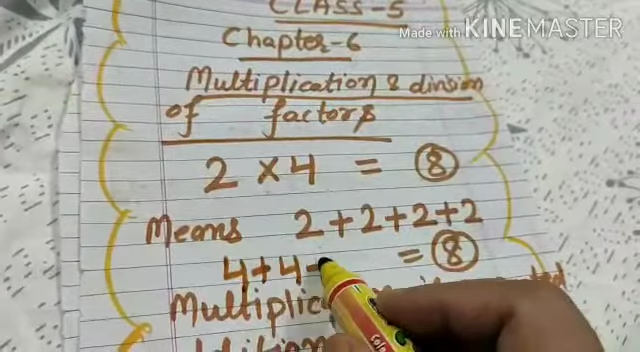 CLASS-5
Made with KINEMASTER
Chapter-6
Multiplication & division
of factors
2 × 4 = 8
Means 2+2+2+2
4+4 = 8